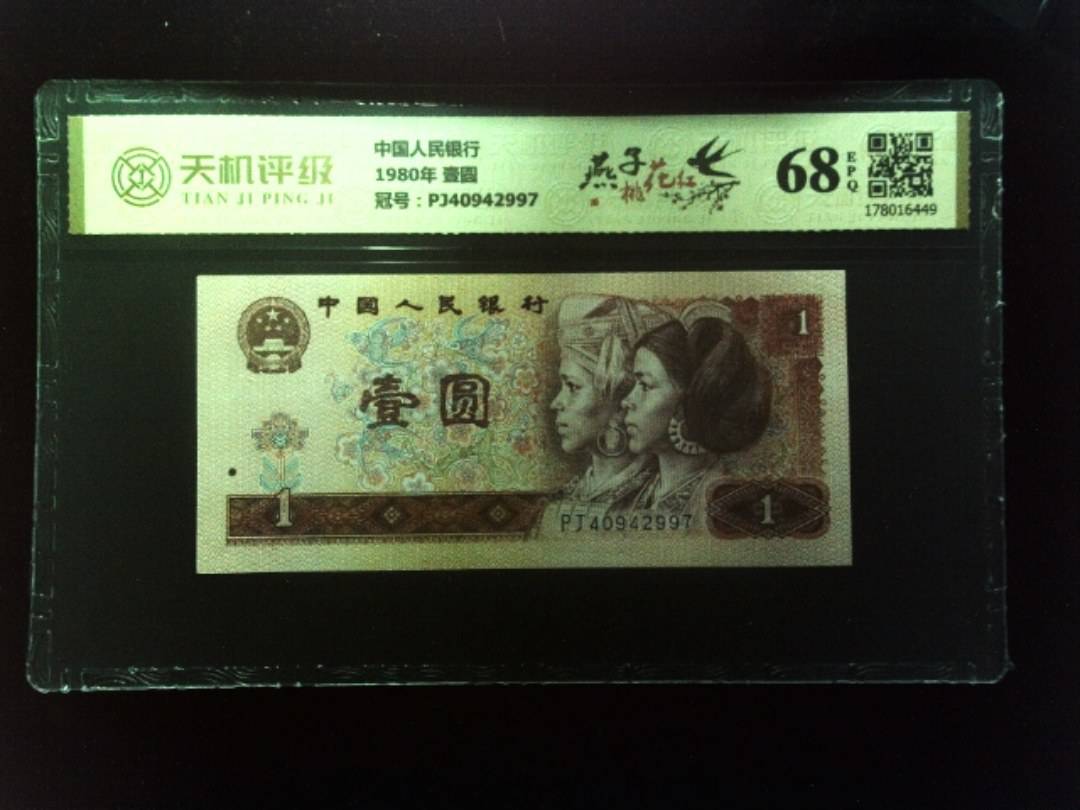 天机评级
TIAN JI PING JI
中国人民银行
1980年 壹圆
冠号：PJ40942997
燕子
桃花红
68
EPQ
178016449
中国人民银行
壹圆
1
1
PJ40942997
1